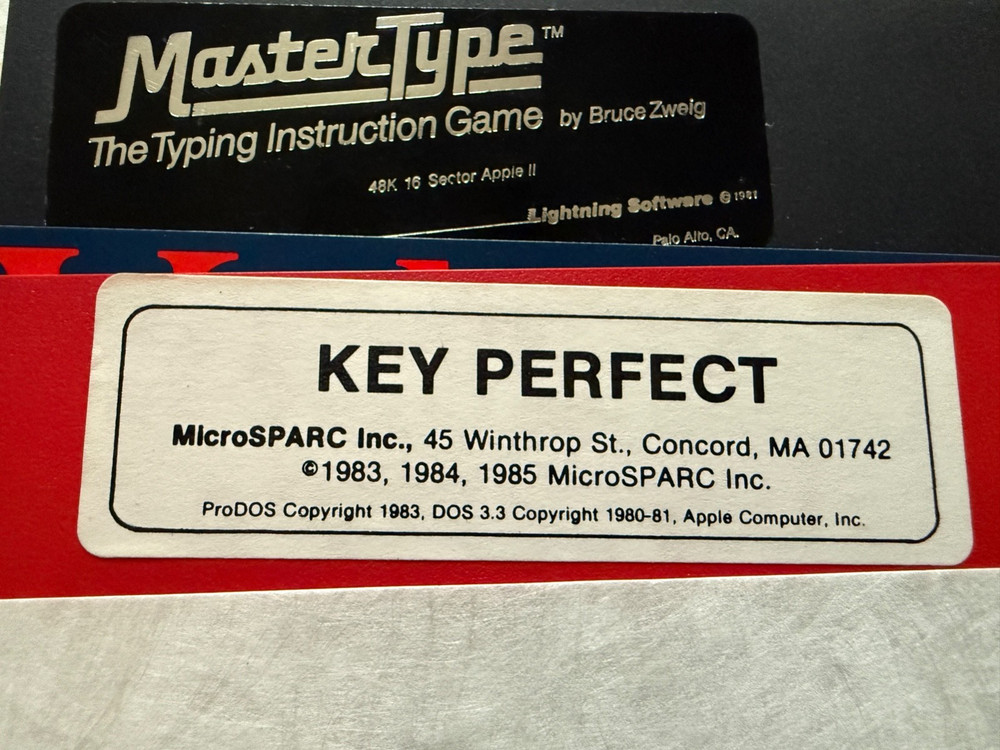 MasterType™
The Typing Instruction Game by Bruce Zweig
48K 16 Sector Apple II
Lightning Software © 1981
Palo Alto, CA.
KEY PERFECT
MicroSPARC Inc., 45 Winthrop St., Concord, MA 01742
©1983, 1984, 1985 MicroSPARC Inc.
ProDOS Copyright 1983, DOS 3.3 Copyright 1980-81, Apple Computer, Inc.